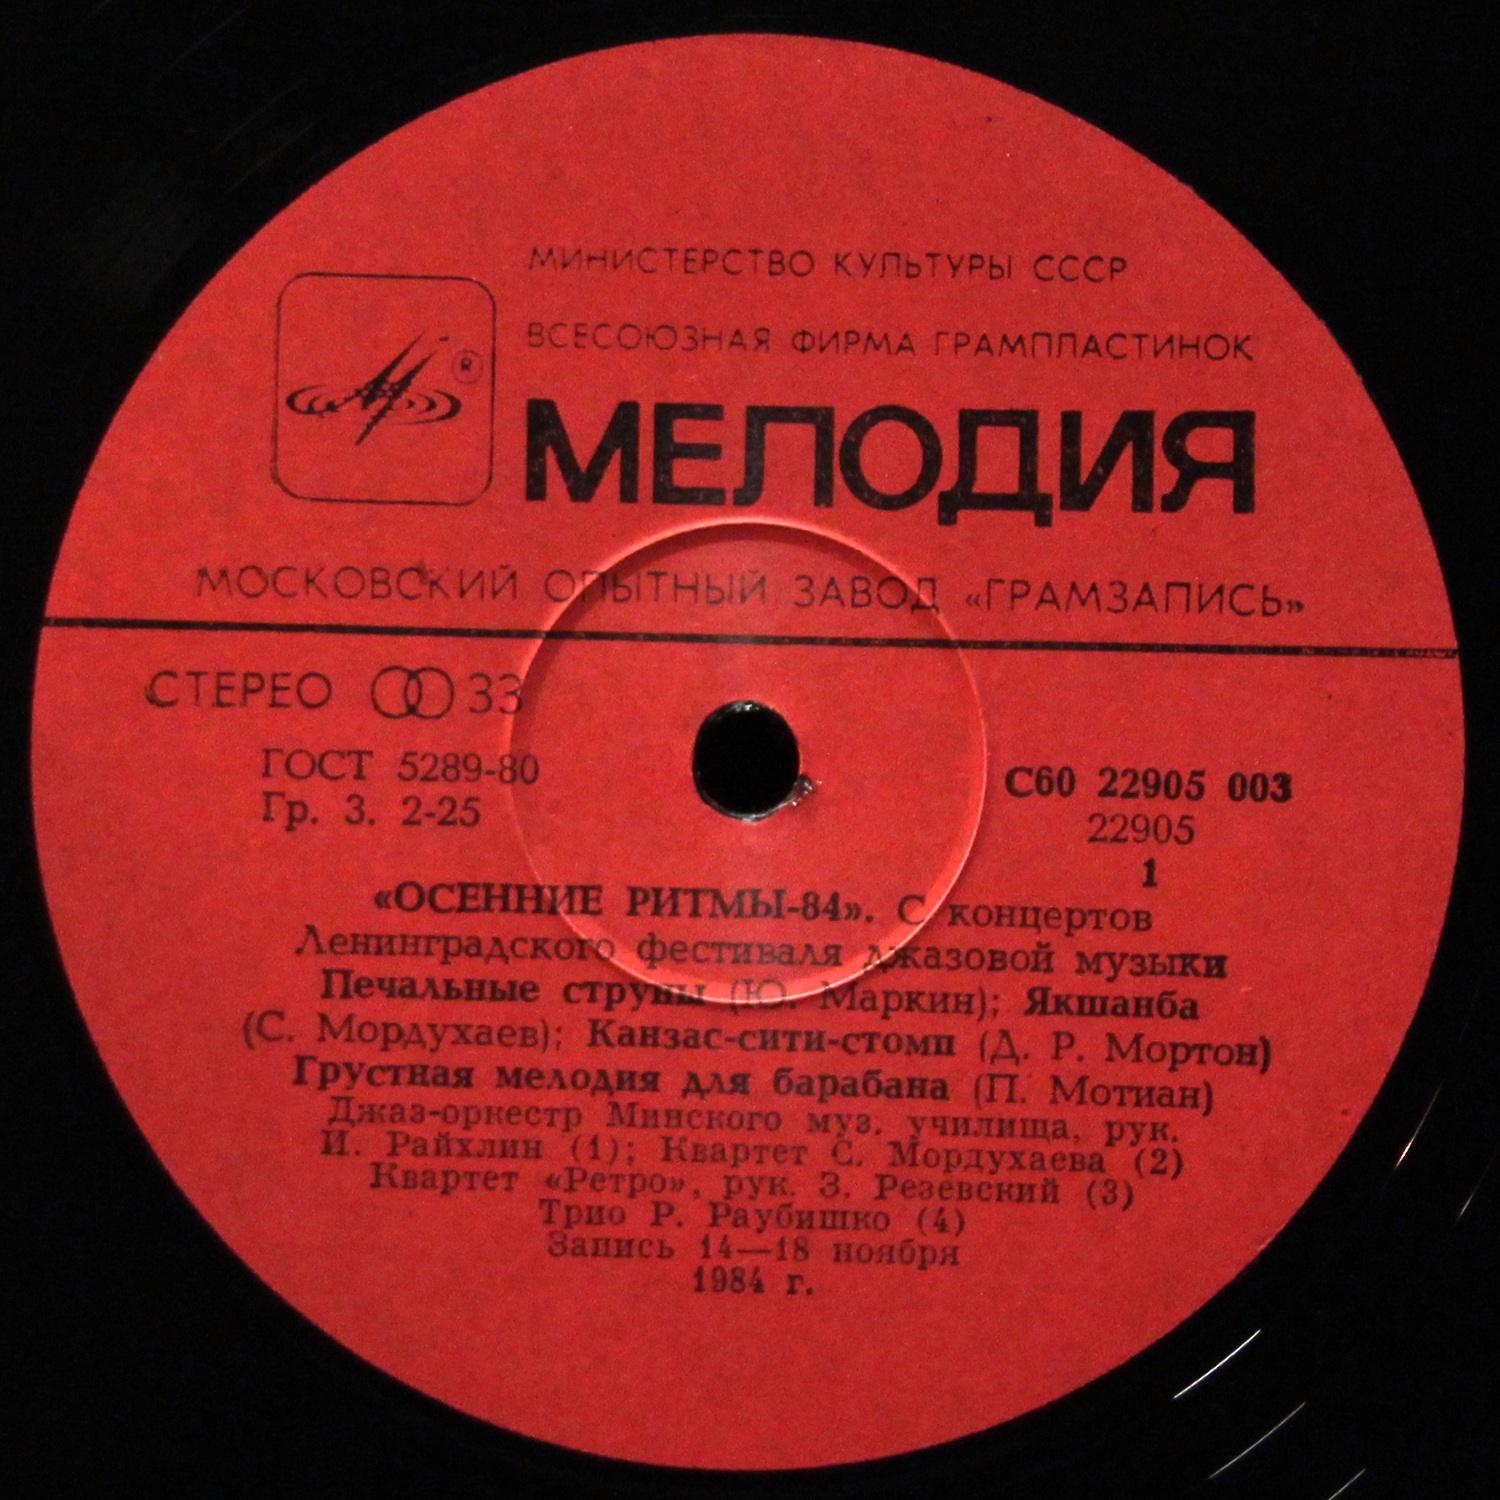 МИНИСТЕРСТВО КУЛЬТУРЫ СССР
ВСЕСОЮЗНАЯ ФИРМА ГРАМПЛАСТИНОК
®
МЕЛОДИЯ
МОСКОВСКИЙ ОПЫТНЫЙ ЗАВОД «ГРАМЗАПИСЬ»
СТЕРЕО 33
ГОСТ 5289-80
Гр. 3. 2-25
С60 22905 003
22905
1
«ОСЕННИЕ РИТМЫ-84». С концертов
Ленинградского фестиваля джазовой музыки
Печальные струны (Ю. Маркин); Якшанба
(С. Мордухаев); Канзас-сити-стомп (Д. Р. Мортон)
Грустная мелодия для барабана (П. Мотиан)
Джаз-оркестр Минского муз. училища, рук.
И. Райхлин (1); Квартет С. Мордухаева (2)
Квартет «Ретро», рук. З. Резевский (3)
Трио Р. Раубишко (4)
Запись 14—18 ноября
1984 г.